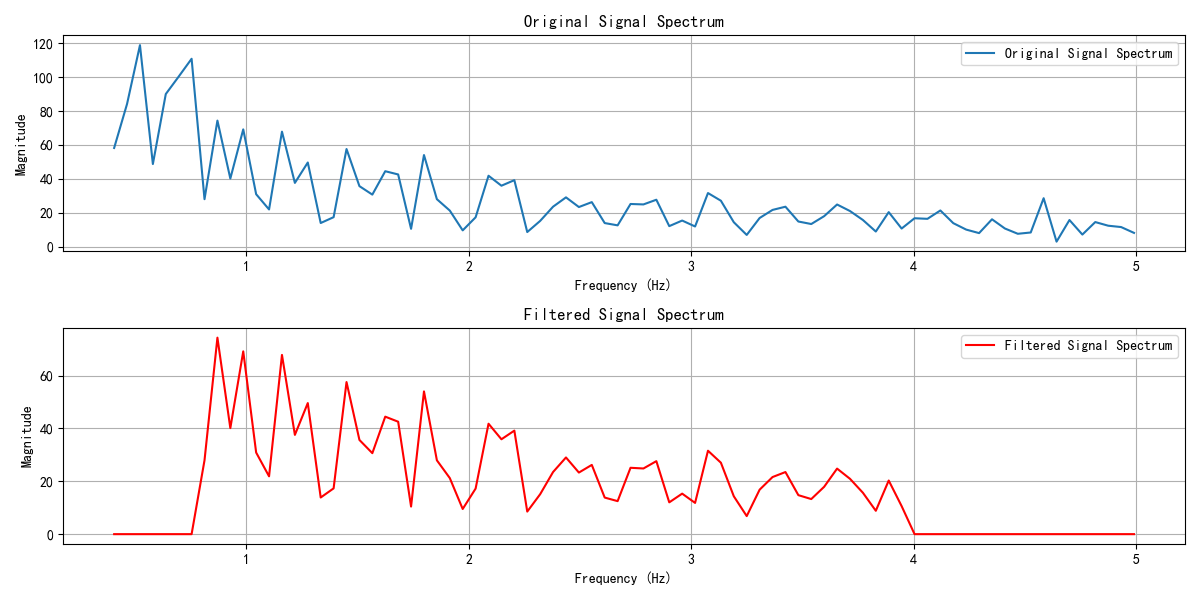 Original Signal Spectrum
120
100
80
60
40
20
0
Magnitude
Original Signal Spectrum
1
2
3
4
5
Frequency (Hz)
Filtered Signal Spectrum
60
40
20
0
Magnitude
Filtered Signal Spectrum
1
2
3
4
5
Frequency (Hz)